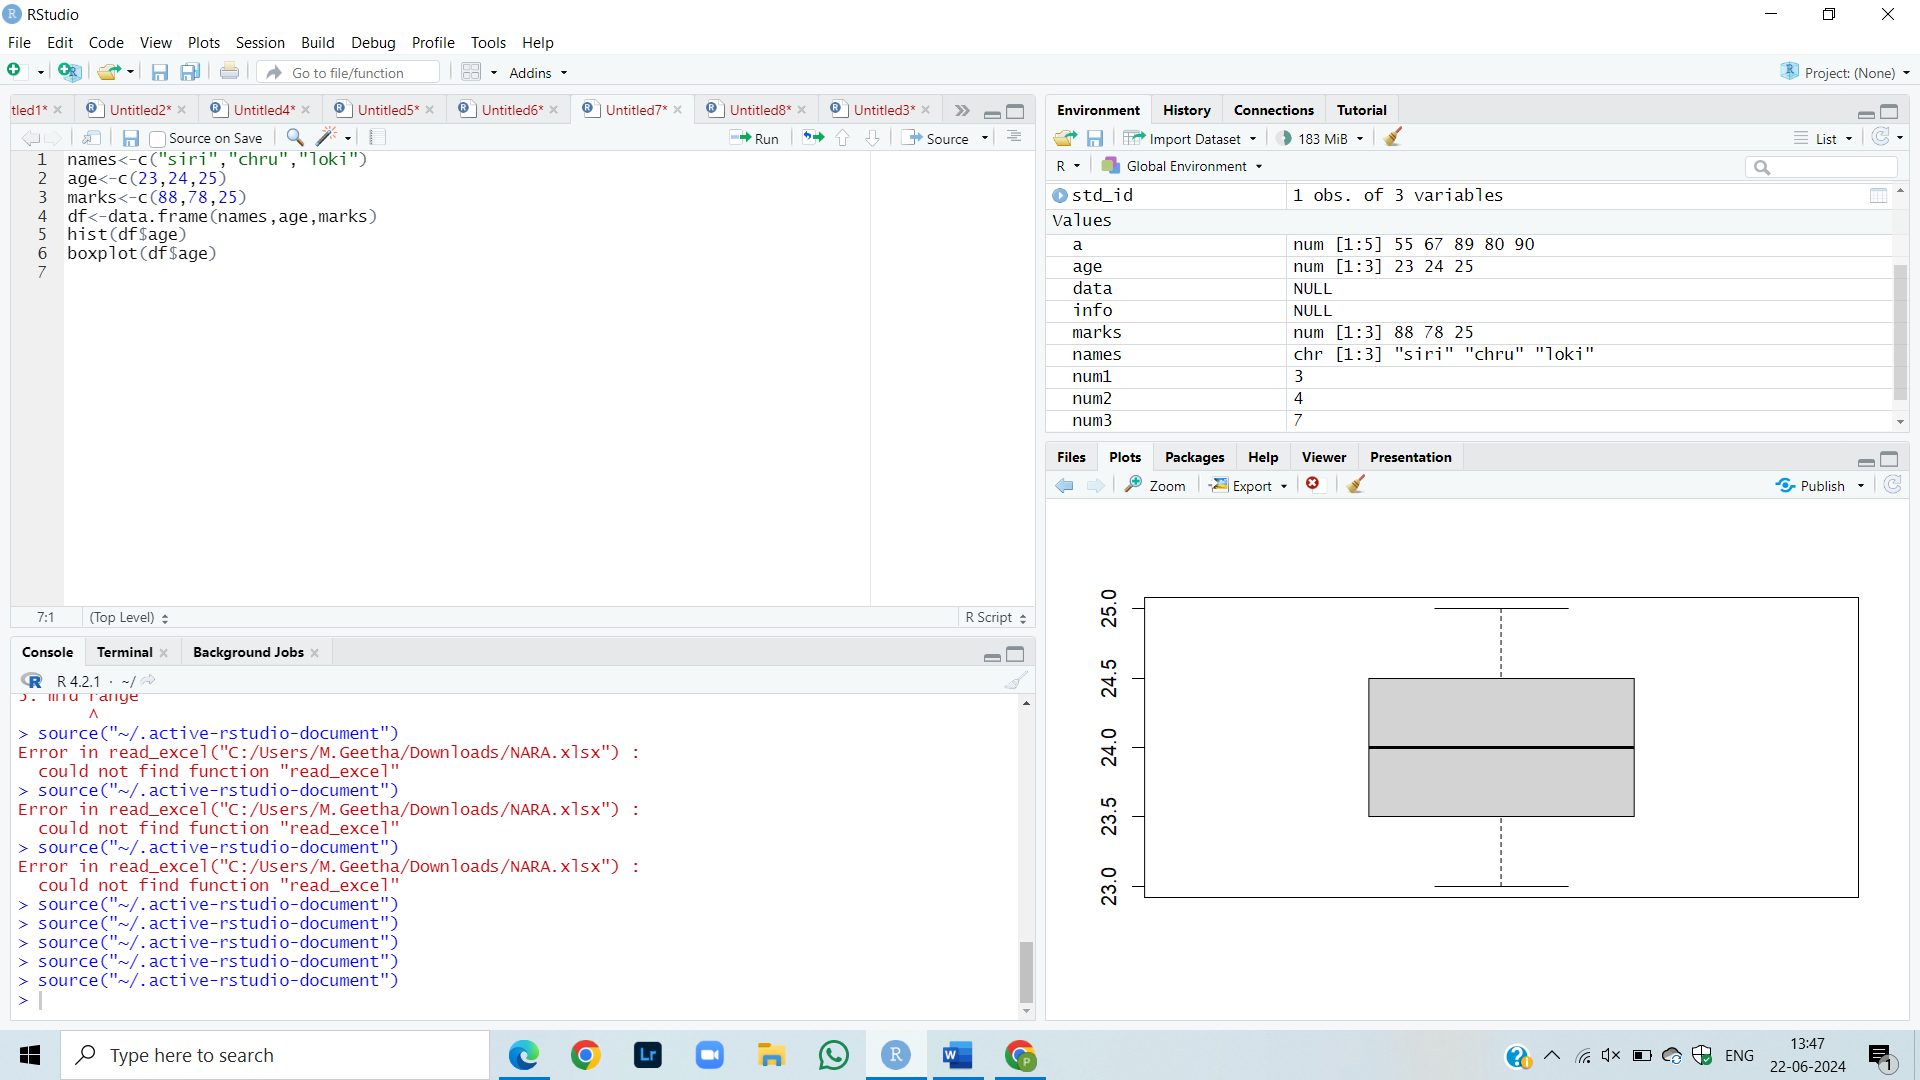 RStudio
File Edit Code View Plots Session Build Debug Profile Tools Help
Go to file/function Addins Project: (None)
tled1* Untitled2* Untitled4* Untitled5* Untitled6* Untitled7* Untitled8* Untitled3*
Source on Save Run Source
1 names<-c("siri","chru","loki")
2 age<-c(23,24,25)
3 marks<-c(88,78,25)
4 df<-data.frame(names,age,marks)
5 hist(df$age)
6 boxplot(df$age)
7
7:1 (Top Level) R Script
Console Terminal Background Jobs
R 4.2.1 · ~/
5. mid range
^
> source("~/.active-rstudio-document")
Error in read_excel("C:/Users/M.Geetha/Downloads/NARA.xlsx") :
could not find function "read_excel"
> source("~/.active-rstudio-document")
Error in read_excel("C:/Users/M.Geetha/Downloads/NARA.xlsx") :
could not find function "read_excel"
> source("~/.active-rstudio-document")
Error in read_excel("C:/Users/M.Geetha/Downloads/NARA.xlsx") :
could not find function "read_excel"
> source("~/.active-rstudio-document")
> source("~/.active-rstudio-document")
> source("~/.active-rstudio-document")
> source("~/.active-rstudio-document")
> source("~/.active-rstudio-document")
>
Environment History Connections Tutorial
Import Dataset 183 MiB List
R Global Environment
std_id 1 obs. of 3 variables
Values
a num [1:5] 55 67 89 80 90
age num [1:3] 23 24 25
data NULL
info NULL
marks num [1:3] 88 78 25
names chr [1:3] "siri" "chru" "loki"
num1 3
num2 4
num3 7
Files Plots Packages Help Viewer Presentation
Zoom Export Publish
25.0
24.5
24.0
23.5
23.0
Type here to search Lr R W P ENG 13:47
22-06-2024 1